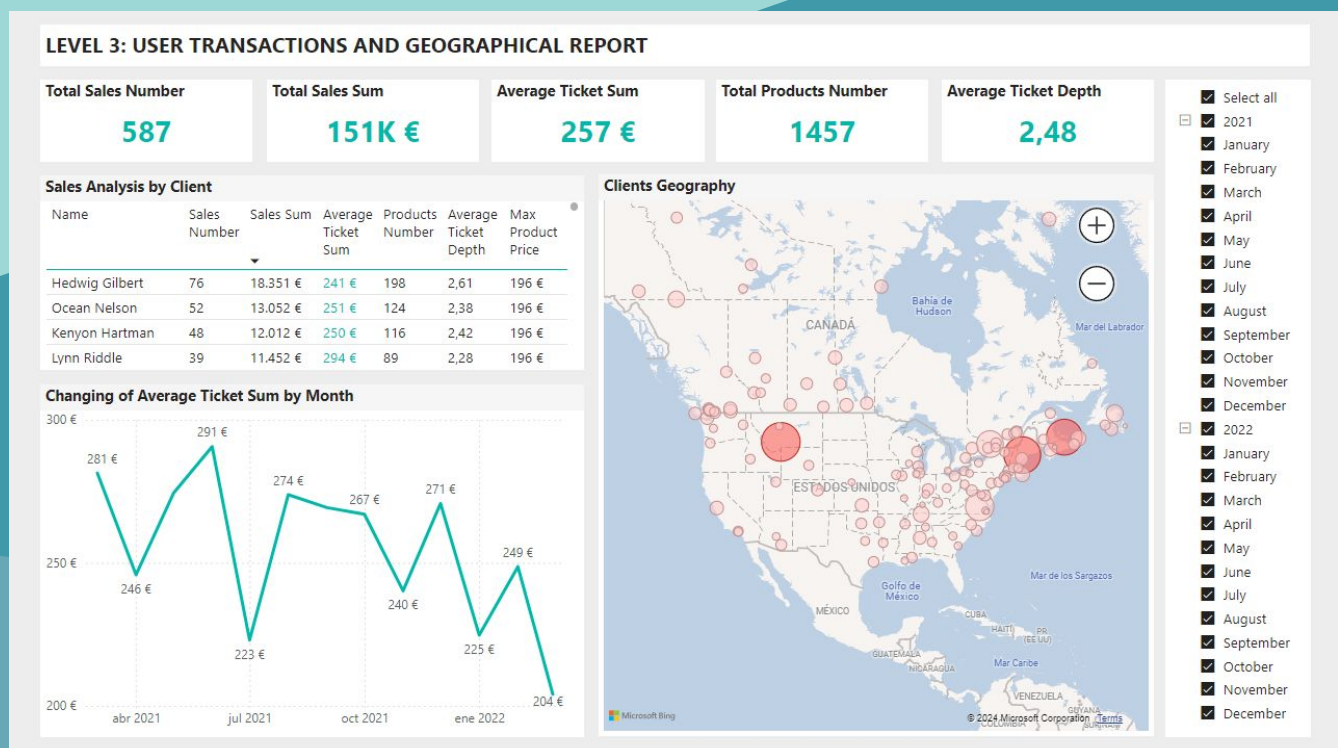 LEVEL 3: USER TRANSACTIONS AND GEOGRAPHICAL REPORT
Total Sales Number
587
Total Sales Sum
151K €
Average Ticket Sum
257 €
Total Products Number
1457
Average Ticket Depth
2,48
Sales Analysis by Client
Name Sales Number Sales Sum Average Ticket Sum Products Number Average Ticket Depth Max Product Price
Hedwig Gilbert 76 18.351 € 241 € 198 2,61 196 €
Ocean Nelson 52 13.052 € 251 € 124 2,38 196 €
Kenyon Hartman 48 12.012 € 250 € 116 2,42 196 €
Lynn Riddle 39 11.452 € 294 € 89 2,28 196 €
Changing of Average Ticket Sum by Month
300 €
250 €
200 €
281 €
246 €
291 €
223 €
274 €
267 €
240 €
271 €
225 €
249 €
204 €
abr 2021 jul 2021 oct 2021 ene 2022
Clients Geography
+
−
Bahía de
Hudson
CANADÁ
Mar del Labrador
ESTADOS UNIDOS
Mar de los Sargazos
Golfo de
México
MÉXICO
CUBA
HAITÍ
PR
(EE UU)
GUATEMALA
NICARAGUA
Mar Caribe
VENEZUELA
GUYANA
COLOMBIA
Microsoft Bing
© 2024 Microsoft Corporation Terms
Select all
2021
January
February
March
April
May
June
July
August
September
October
November
December
2022
January
February
March
April
May
June
July
August
September
October
November
December